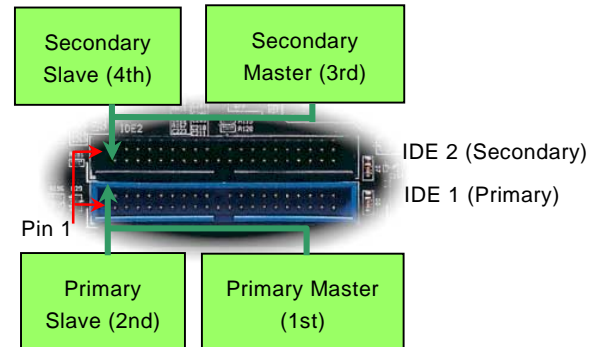 Secondary
Slave (4th)
Secondary
Master (3rd)
IDE2
IDE 2 (Secondary)
IDE 1 (Primary)
Pin 1
Primary
Slave (2nd)
Primary Master
(1st)